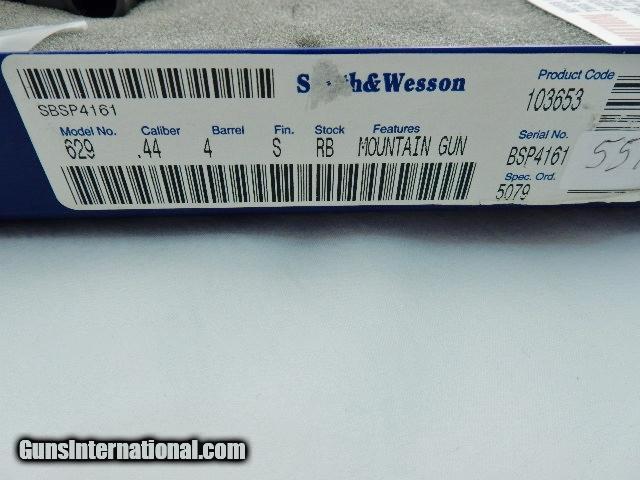 Smith&Wesson
Product Code
103653
SBSP4161
Model No. Caliber Barrel Fin. Stock Features
629 .44 4 S RB MOUNTAIN GUN
Serial No.
BSP4161
Spec. Ord.
5079
GunsInternational.com